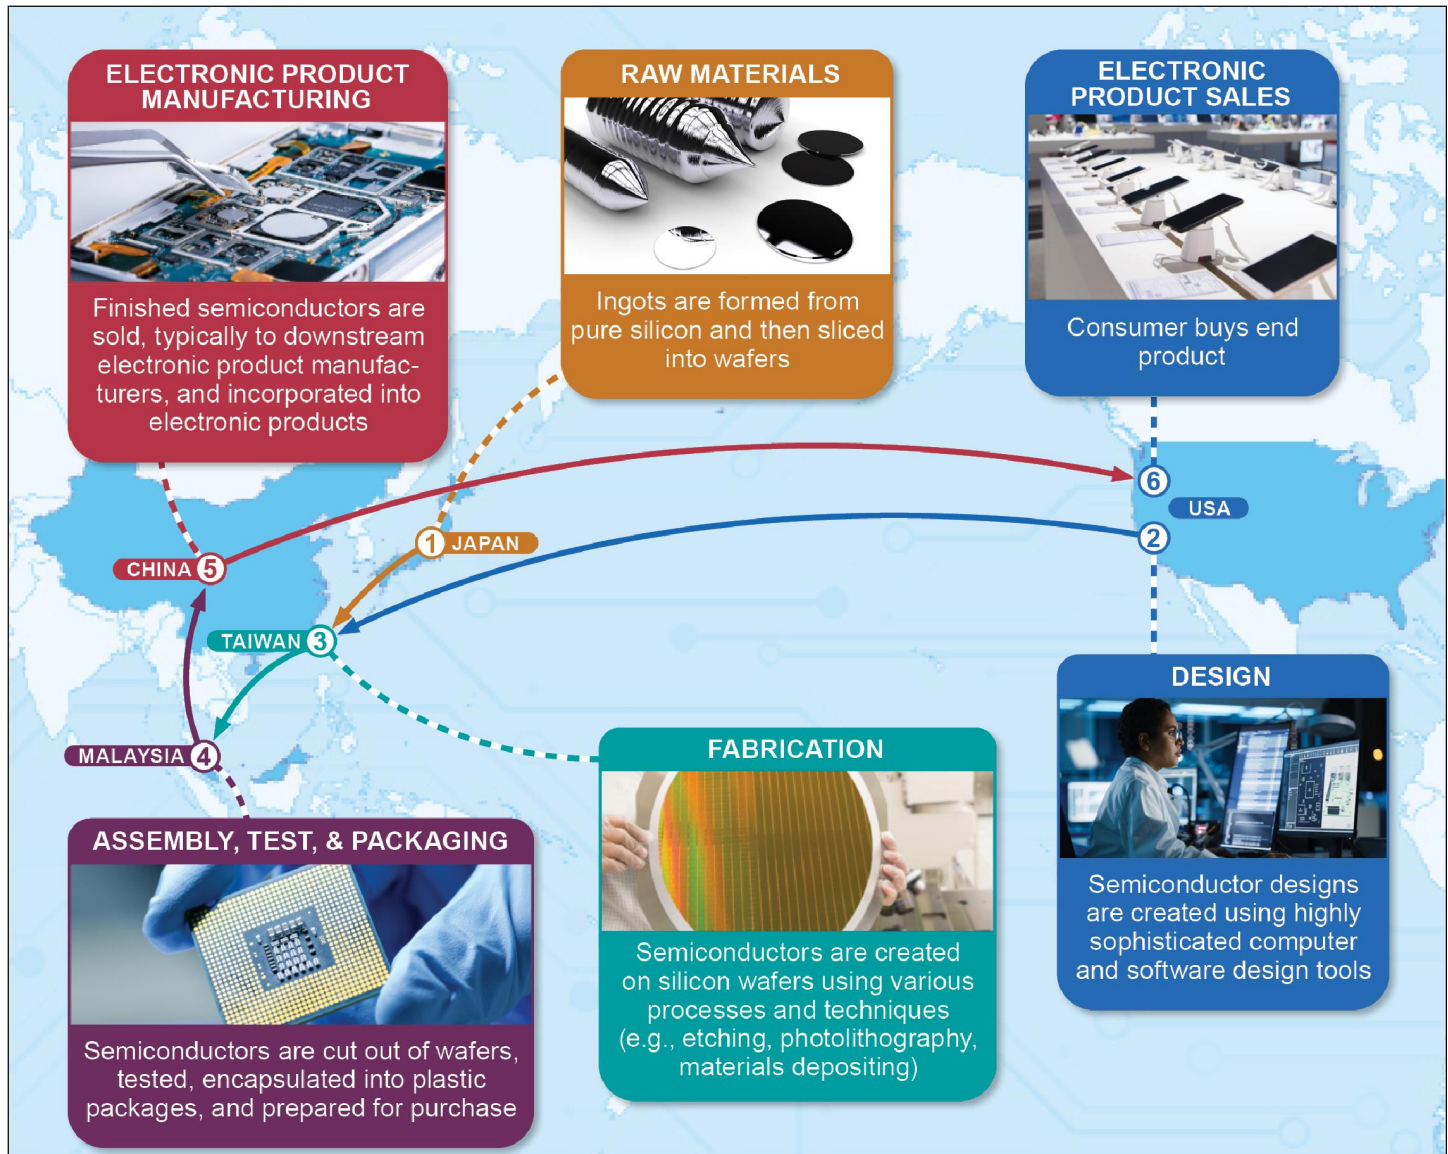 ELECTRONIC PRODUCT
MANUFACTURING
Finished semiconductors are
sold, typically to downstream
electronic product manufac-
turers, and incorporated into
electronic products
RAW MATERIALS
Ingots are formed from
pure silicon and then sliced
into wafers
ELECTRONIC
PRODUCT SALES
Consumer buys end
product
6
USA
2
1 JAPAN
CHINA 5
TAIWAN 3
MALAYSIA 4
DESIGN
Semiconductor designs
are created using highly
sophisticated computer
and software design tools
FABRICATION
Semiconductors are created
on silicon wafers using various
processes and techniques
(e.g., etching, photolithography,
materials depositing)
ASSEMBLY, TEST, & PACKAGING
Semiconductors are cut out of wafers,
tested, encapsulated into plastic
packages, and prepared for purchase